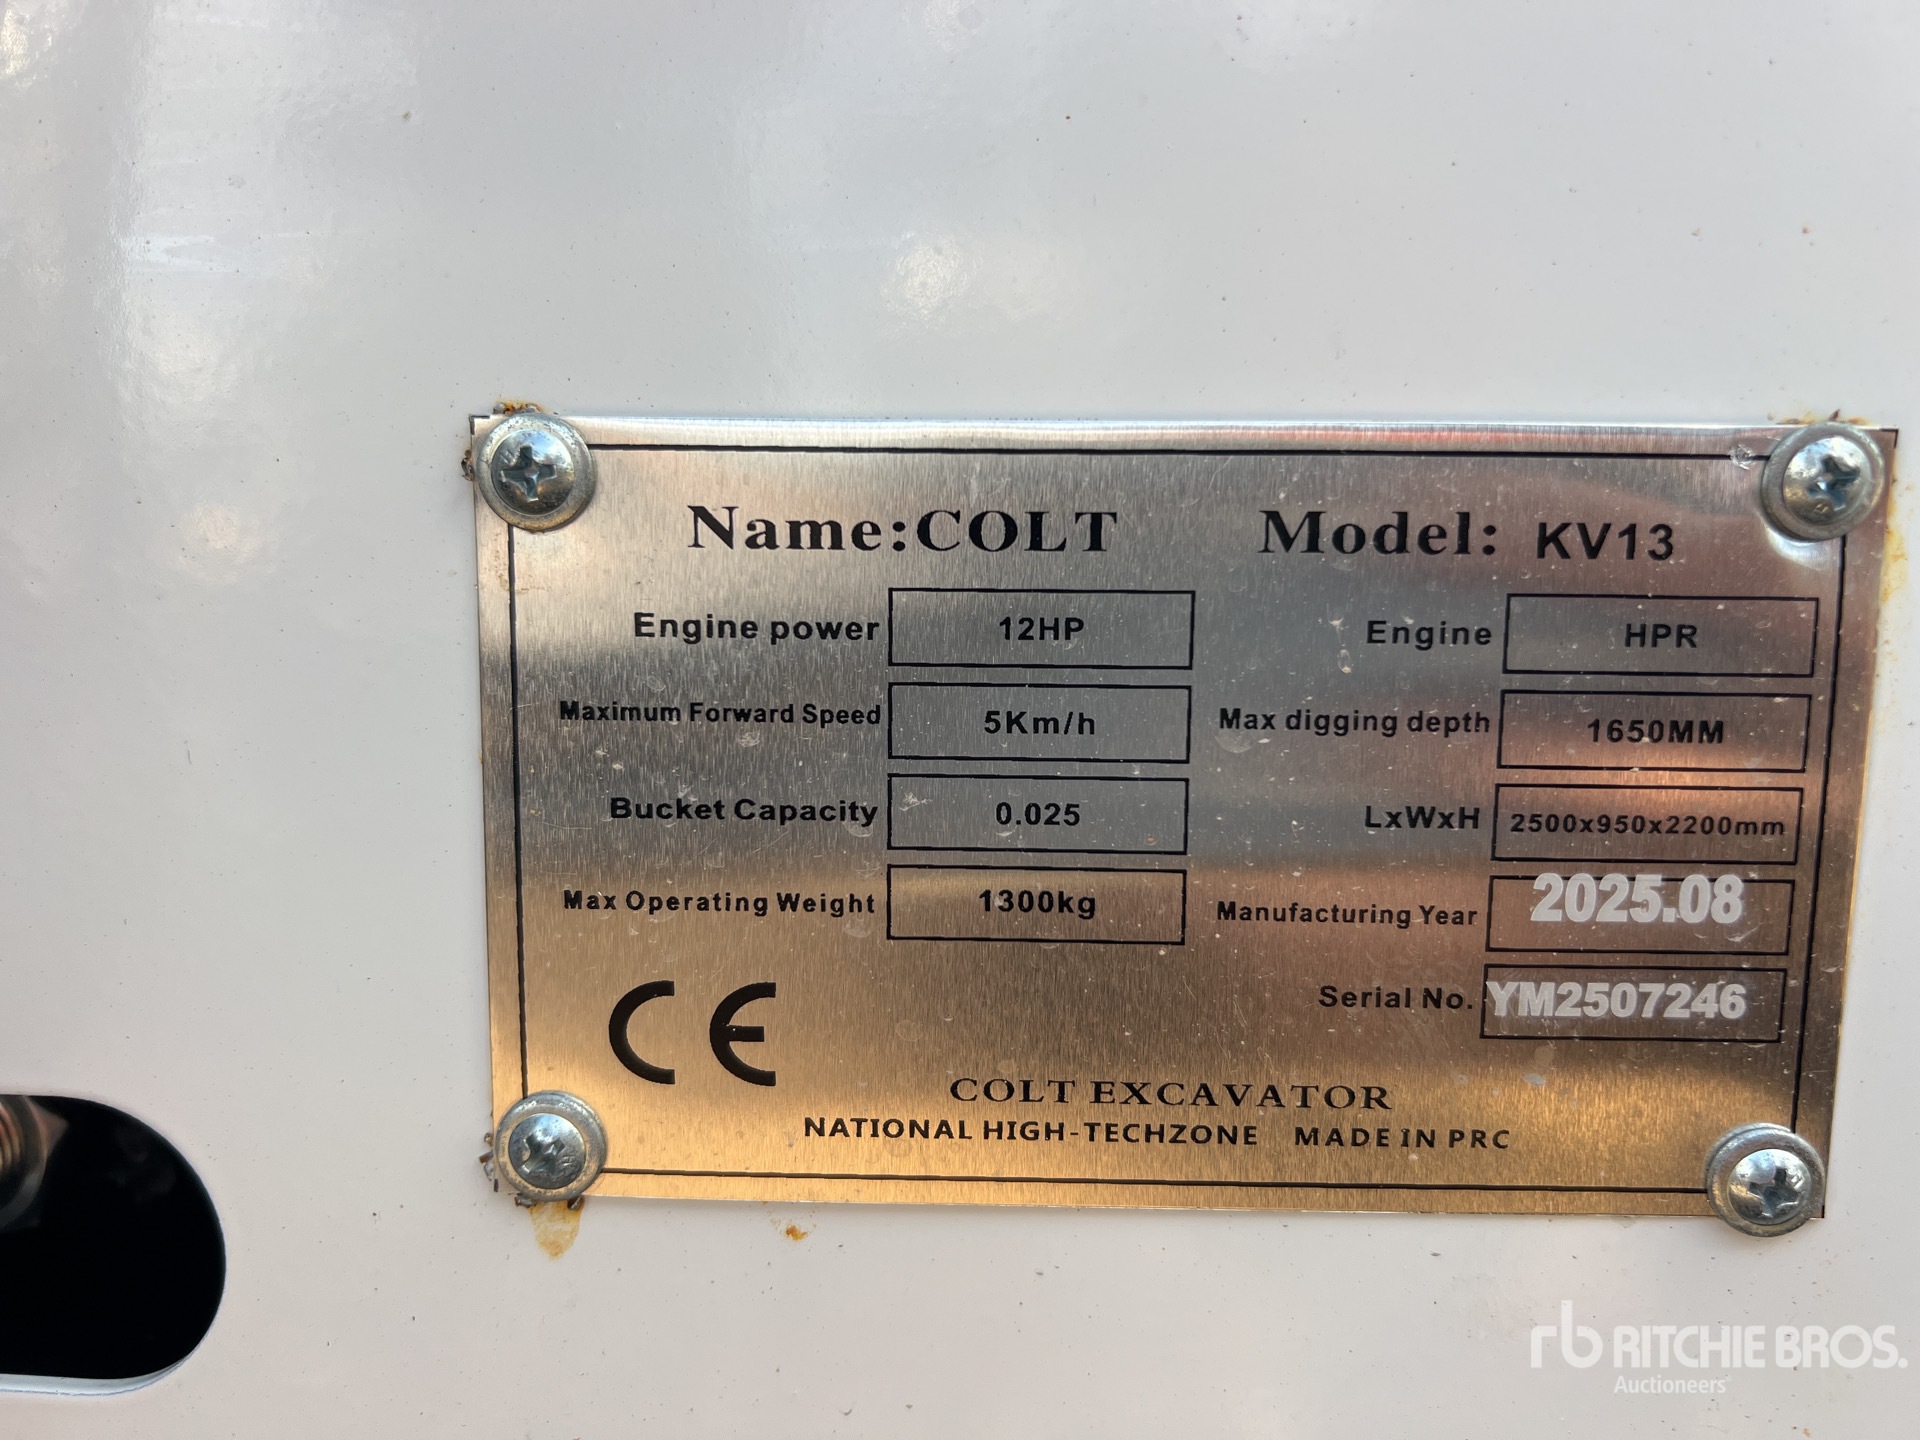 Name:COLT Model: KV13
Engine power 12HP Engine HPR
Maximum Forward Speed 5Km/h Max digging depth 1650MM
Bucket Capacity 0.025 LxWxH 2500x950x2200mm
Max Operating Weight 1300kg Manufacturing Year 2025.08
Serial No. YM2507246
CE
COLT EXCAVATOR
NATIONAL HIGH-TECHZONE MADE IN PRC
rb RITCHIE BROS.
Auctioneers